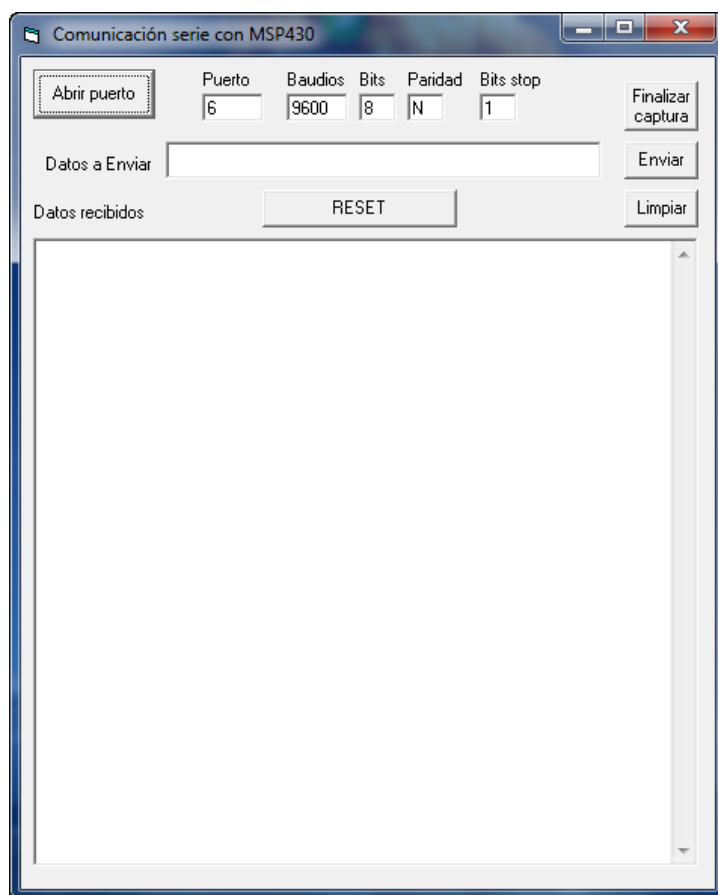 Comunicación serie con MSP430
Abrir puerto
Puerto Baudios Bits Paridad Bits stop
6 9600 8 N 1
Finalizar
captura
Datos a Enviar
Enviar
Datos recibidos
RESET
Limpiar